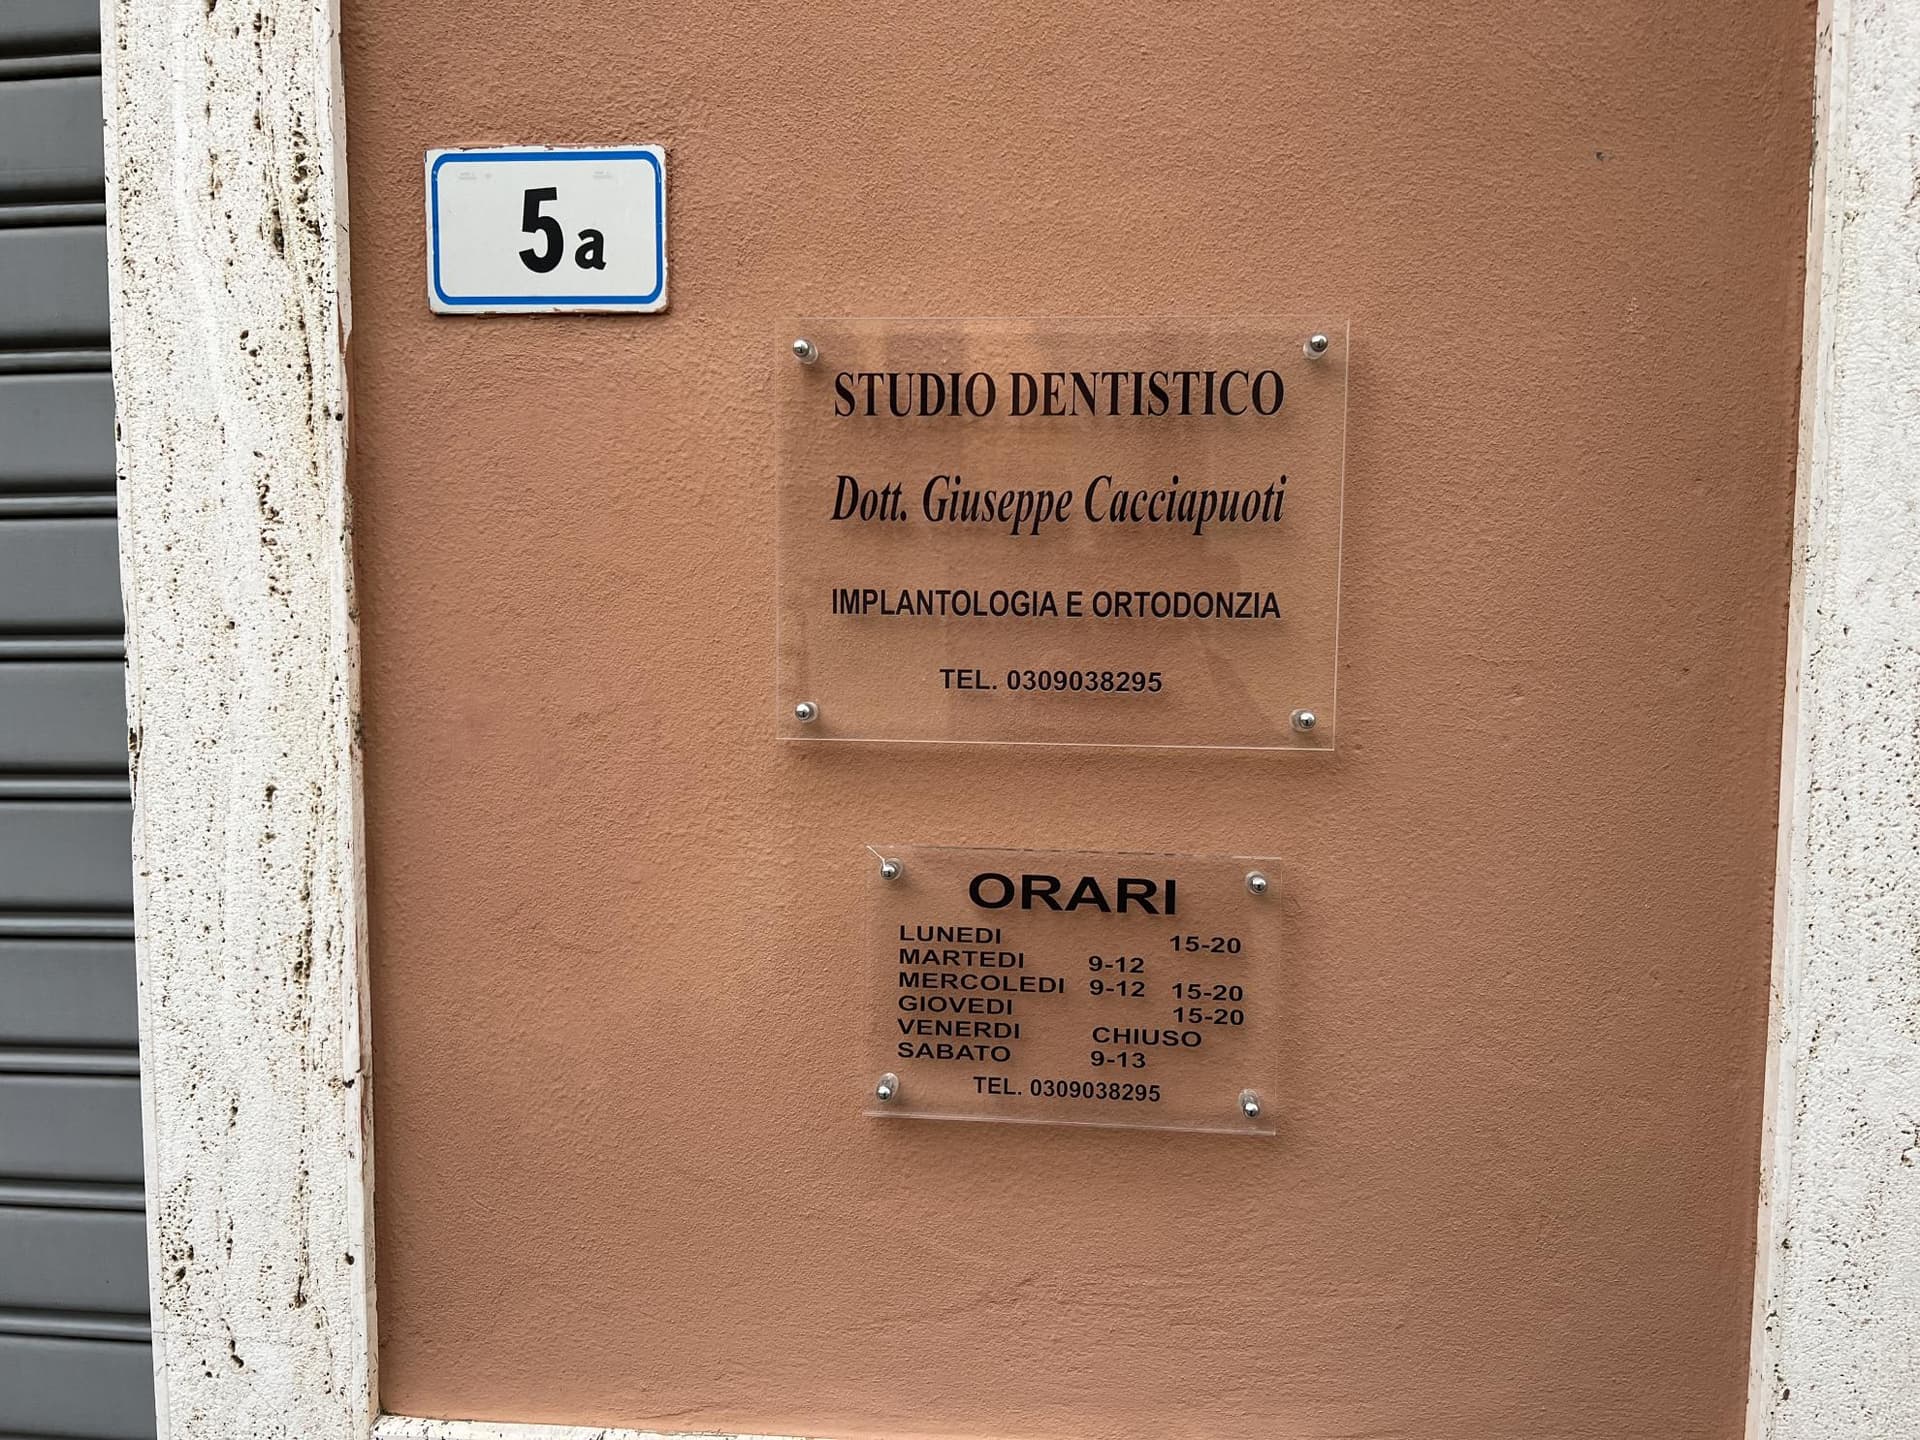 5a
STUDIO DENTISTICO
Dott. Giuseppe Cacciapuoti
IMPLANTOLOGIA E ORTODONZIA
TEL. 0309038295
ORARI
LUNEDI 15-20
MARTEDI 9-12
MERCOLEDI 9-12 15-20
GIOVEDI 15-20
VENERDI CHIUSO
SABATO 9-13
TEL. 0309038295